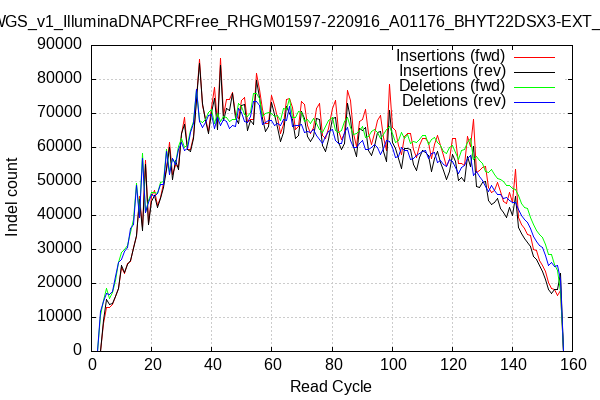 WGS_v1_IlluminaDNAPCRFree_RHGM01597-220916_A01176_BHYT22DSX3-EXT_
Insertions (fwd)
Insertions (rev)
Deletions (fwd)
Deletions (rev)
90000
80000
70000
60000
50000
40000
30000
20000
10000
0
Indel count
0 20 40 60 80 100 120 140 160
Read Cycle